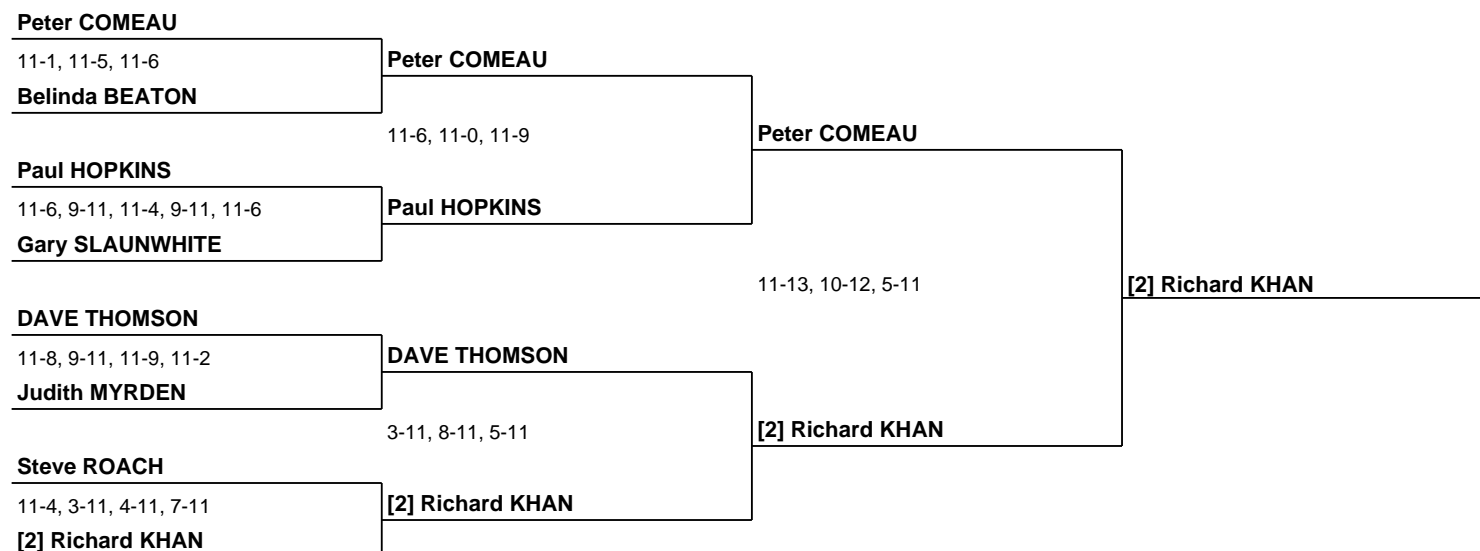 Peter COMEAU
11-1, 11-5, 11-6
Peter COMEAU
Belinda BEATON
11-6, 11-0, 11-9
Peter COMEAU
Paul HOPKINS
11-6, 9-11, 11-4, 9-11, 11-6
Paul HOPKINS
Gary SLAUNWHITE
11-13, 10-12, 5-11
[2] Richard KHAN
DAVE THOMSON
11-8, 9-11, 11-9, 11-2
DAVE THOMSON
Judith MYRDEN
3-11, 8-11, 5-11
[2] Richard KHAN
Steve ROACH
11-4, 3-11, 4-11, 7-11
[2] Richard KHAN
[2] Richard KHAN